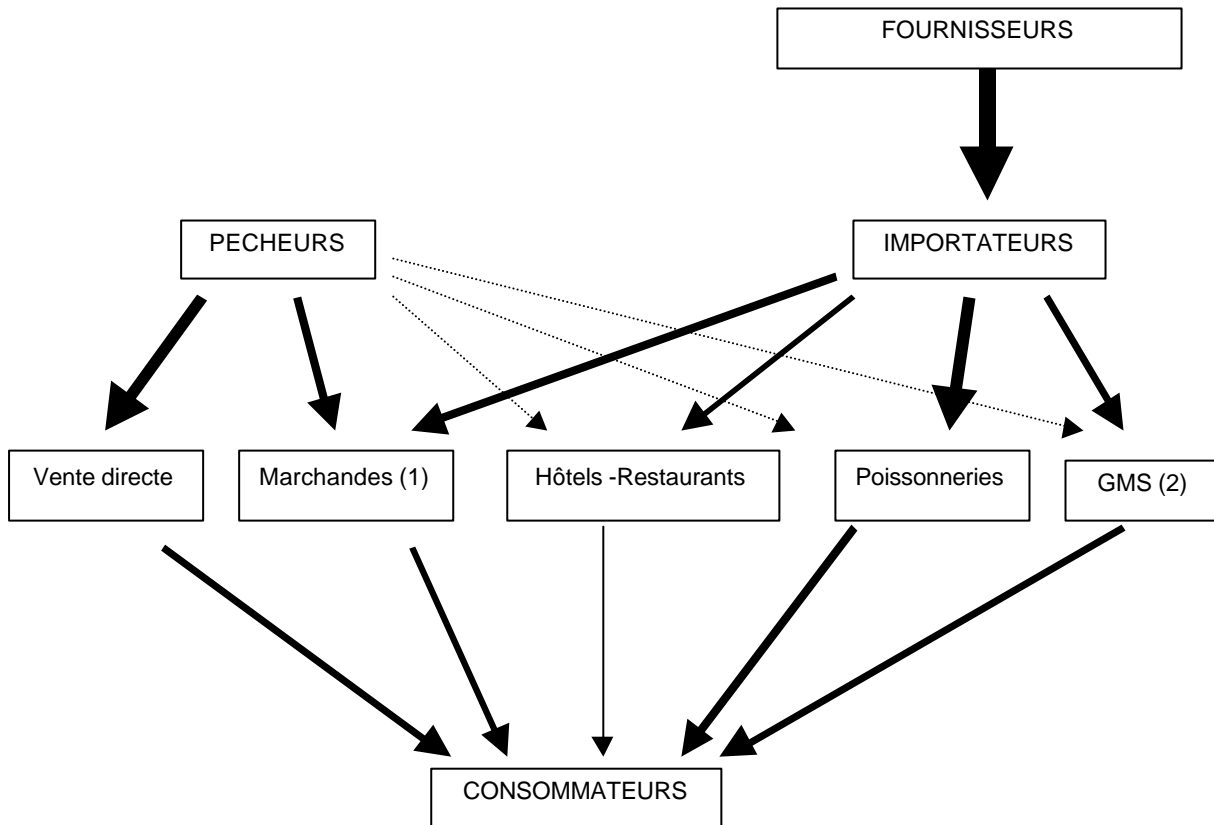 FOURNISSEURS
PECHEURS
IMPORTATEURS
Vente directe
Marchandes (1)
Hôtels -Restaurants
Poissonneries
GMS (2)
CONSOMMATEURS